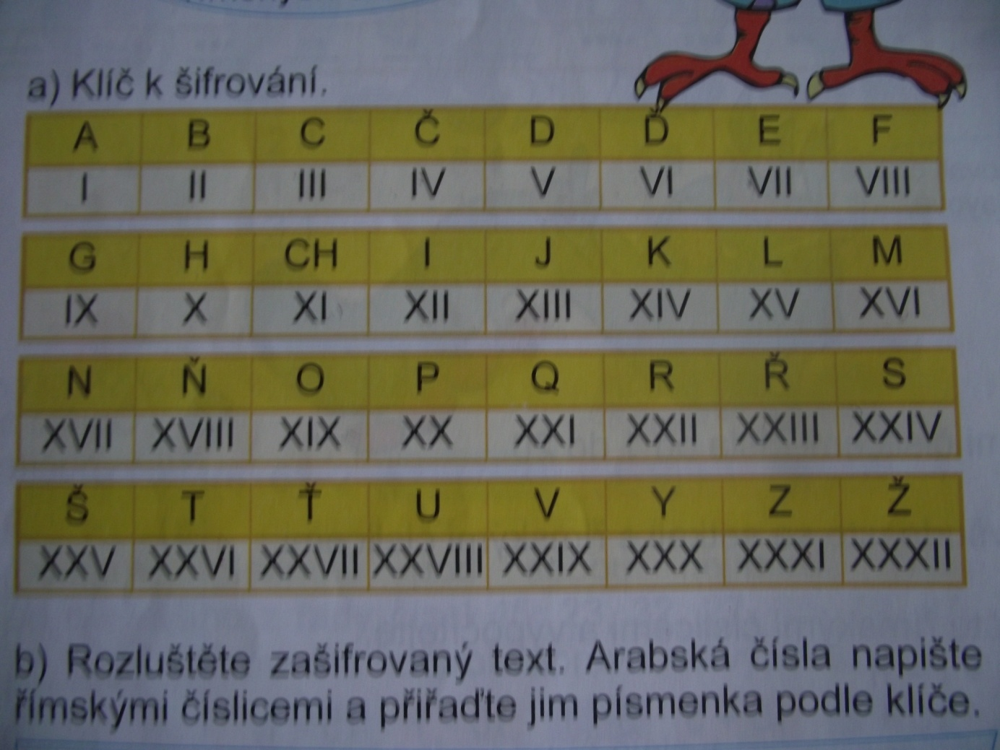 a) Klíč k šifrování.
A B C Č D Ď E F
I II III IV V VI VII VIII
G H CH I J K L M
IX X XI XII XIII XIV XV XVI
N Ň O P Q R Ř S
XVII XVIII XIX XX XXI XXII XXIII XXIV
Š T Ť U V Y Z Ž
XXV XXVI XXVII XXVIII XXIX XXX XXXI XXXII
b) Rozluštěte zašifrovaný text. Arabská čísla napište
římskými číslicemi a přiřaďte jim písmenka podle klíče.